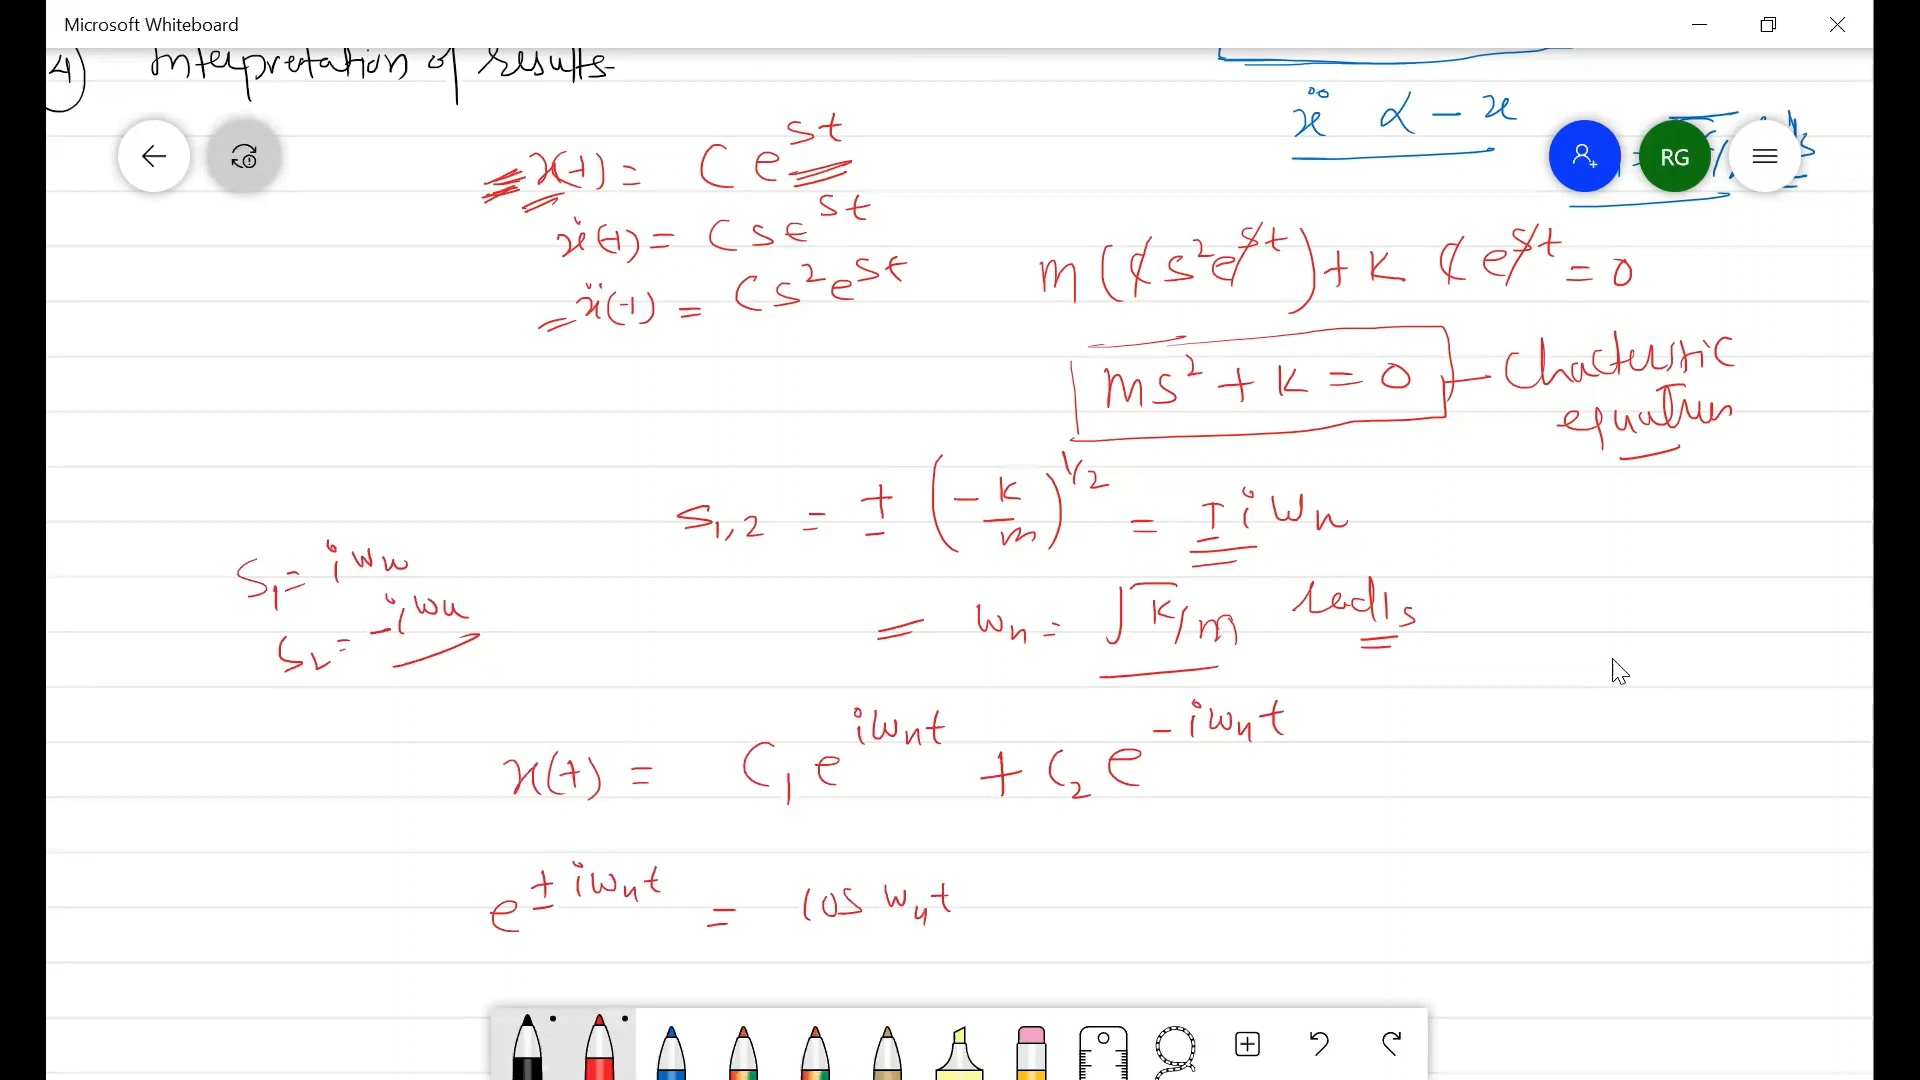 Microsoft Whiteboard
4) Interpretation of results
ẍ α - x
RG
x(t) = C e^{st}
ẋ(t) = C s e^{st}
ẍ(t) = C s² e^{st}
m (C s² e^{st}) + K C e^{st} = 0
ms² + K = 0 - Chacteristic
equation
S₁,₂ = ± (-K/m)^{1/2} = ± i ωn
S₁ = i ωn
S₂ = -i ωn
= ωn = √K/m rad/s
x(t) = C₁ e^{iωnt} + C₂ e^{-iωnt}
e^{± iωnt} = cos ωnt